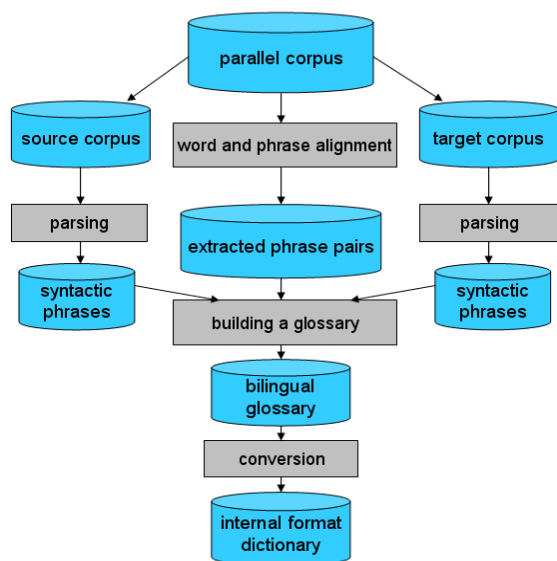 parallel corpus
source corpus
word and phrase alignment
target corpus
parsing
extracted phrase pairs
parsing
syntactic
phrases
building a glossary
syntactic
phrases
bilingual
glossary
conversion
internal format
dictionary